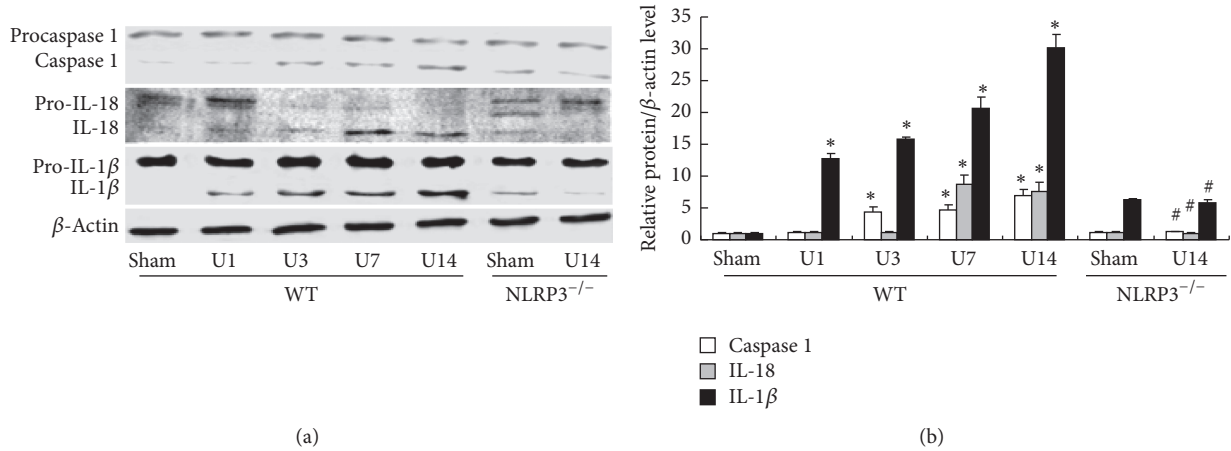 Procaspase 1
Caspase 1
Pro-IL-18
IL-18
Pro-IL-1β
IL-1β
β-Actin
Sham U1 U3 U7 U14 Sham U14
WT NLRP3−/−
(a)
Relative protein/β-actin level
35
30
25
20
15
10
5
0
* * * * * * * * * # # #
Sham U1 U3 U7 U14 Sham U14
WT NLRP3−/−
Caspase 1
IL-18
IL-1β
(b)